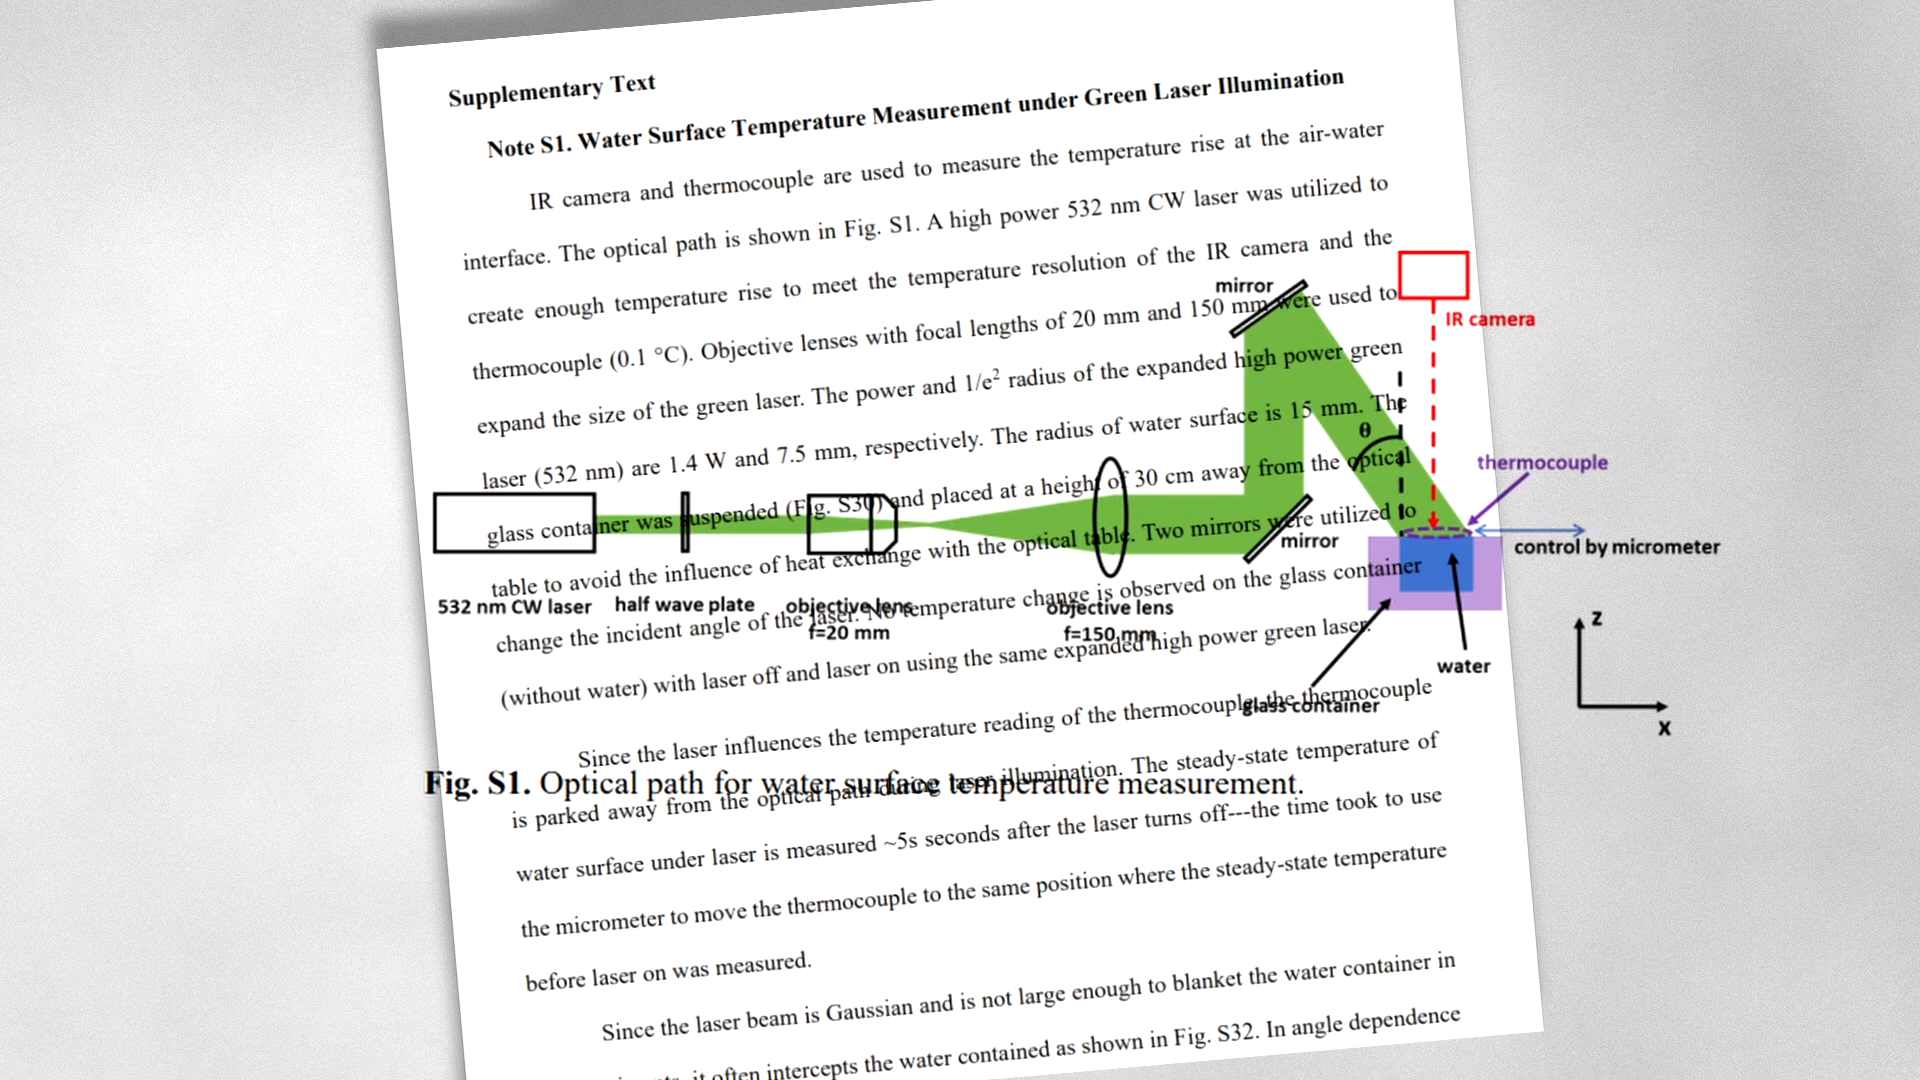 Supplementary Text
Note S1. Water Surface Temperature Measurement under Green Laser Illumination
IR camera and thermocouple are used to measure the temperature rise at the air-water
interface. The optical path is shown in Fig. S1. A high power 532 nm CW laser was utilized to
create enough temperature rise to meet the temperature resolution of the IR camera and the
thermocouple (0.1 °C). Objective lenses with focal lengths of 20 mm and 150 mm were used to
expand the size of the green laser. The power and 1/e² radius of the expanded high power green
laser (532 nm) are 1.4 W and 7.5 mm, respectively. The radius of water surface is 15 mm. The
glass container was suspended (Fig. S30) and placed at a height of 30 cm away from the optical
table to avoid the influence of heat exchange with the optical table. Two mirrors were utilized to
change the incident angle of the laser. No temperature change is observed on the glass container
(without water) with laser off and laser on using the same expanded high power green laser.
Since the laser influences the temperature reading of the thermocouple, the thermocouple
is parked away from the optical path during laser illumination. The steady-state temperature of
water surface under laser is measured ~5s seconds after the laser turns off---the time took to use
the micrometer to move the thermocouple to the same position where the steady-state temperature
before laser on was measured.
Since the laser beam is Gaussian and is not large enough to blanket the water container in
it often intercepts the water contained as shown in Fig. S32. In angle dependence
mirror
IR camera
θ
thermocouple
mirror
control by micrometer
532 nm CW laser
half wave plate
objective lens
f=20 mm
objective lens
f=150 mm
water
glass container
z
x
Fig. S1. Optical path for water surface temperature measurement.